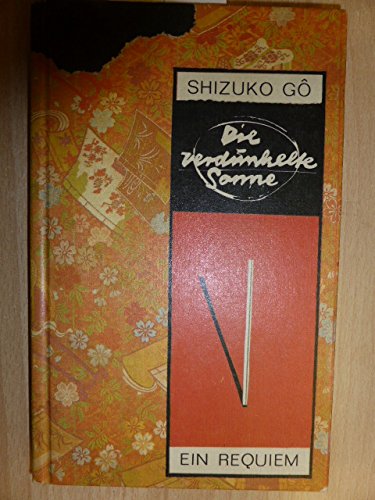 SHIZUKO GÔ
Die
verdunkelte
Sonne
EIN REQUIEM